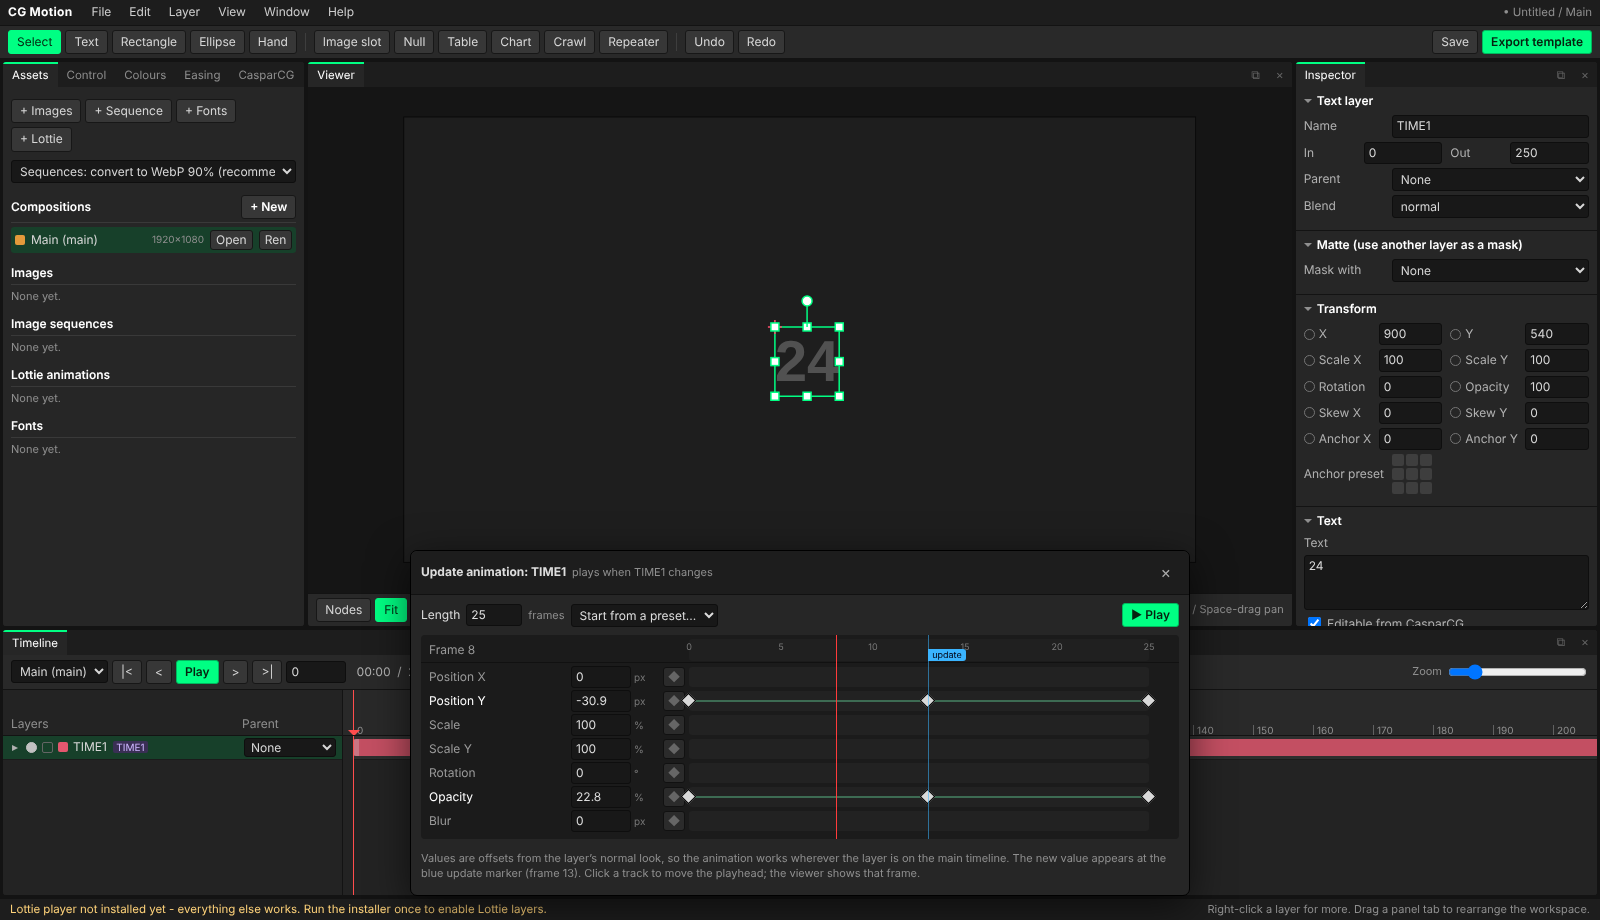 CG Motion File Edit Layer View Window Help • Untitled / Main
Select Text Rectangle Ellipse Hand Image slot Null Table Chart Crawl Repeater Undo Redo Save Export template
Assets Control Colours Easing CasparCG
+ Images + Sequence + Fonts
+ Lottie
Sequences: convert to WebP 90% (recomme
Compositions + New
Main (main) 1920×1080 Open Ren
Images
None yet.
Image sequences
None yet.
Lottie animations
None yet.
Fonts
None yet.
Viewer
24
Nodes Fit / Space-drag pan
Inspector
Text layer
Name TIME1
In 0 Out 250
Parent None
Blend normal
Matte (use another layer as a mask)
Mask with None
Transform
X 900 Y 540
Scale X 100 Scale Y 100
Rotation 0 Opacity 100
Skew X 0 Skew Y 0
Anchor X 0 Anchor Y 0
Anchor preset
Text
Text
24
Editable from CasparCG
Update animation: TIME1 plays when TIME1 changes ×
Length 25 frames Start from a preset... ▶ Play
Frame 8 0 5 10 15 20 25
update
Position X 0 px
Position Y -30.9 px
Scale 100 %
Scale Y 100 %
Rotation 0 °
Opacity 22.8 %
Blur 0 px
Values are offsets from the layer's normal look, so the animation works wherever the layer is on the main timeline. The new value appears at the
blue update marker (frame 13). Click a track to move the playhead; the viewer shows that frame.
Timeline
Main (main) |< < Play > >| 0 00:00 / Zoom
Layers Parent 0 140 150 160 170 180 190 200
TIME1 TIME1 None
Lottie player not installed yet - everything else works. Run the installer once to enable Lottie layers. Right-click a layer for more. Drag a panel tab to rearrange the workspace.